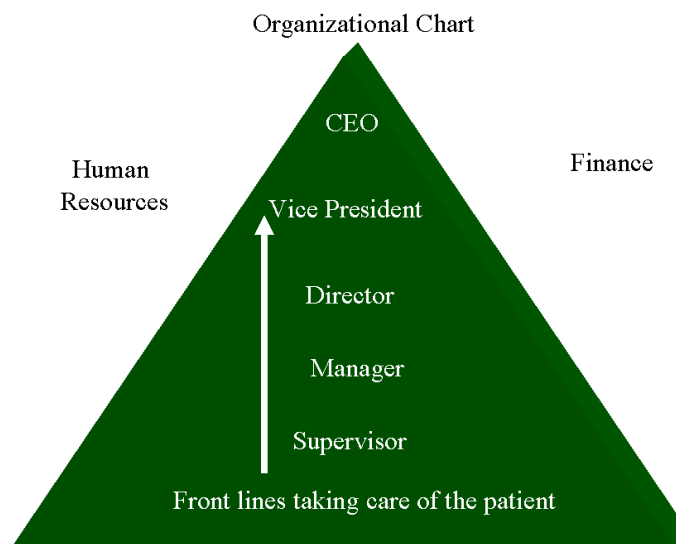 Organizational Chart
CEO
Human
Resources
Finance
Vice President
Director
Manager
Supervisor
Front lines taking care of the patient